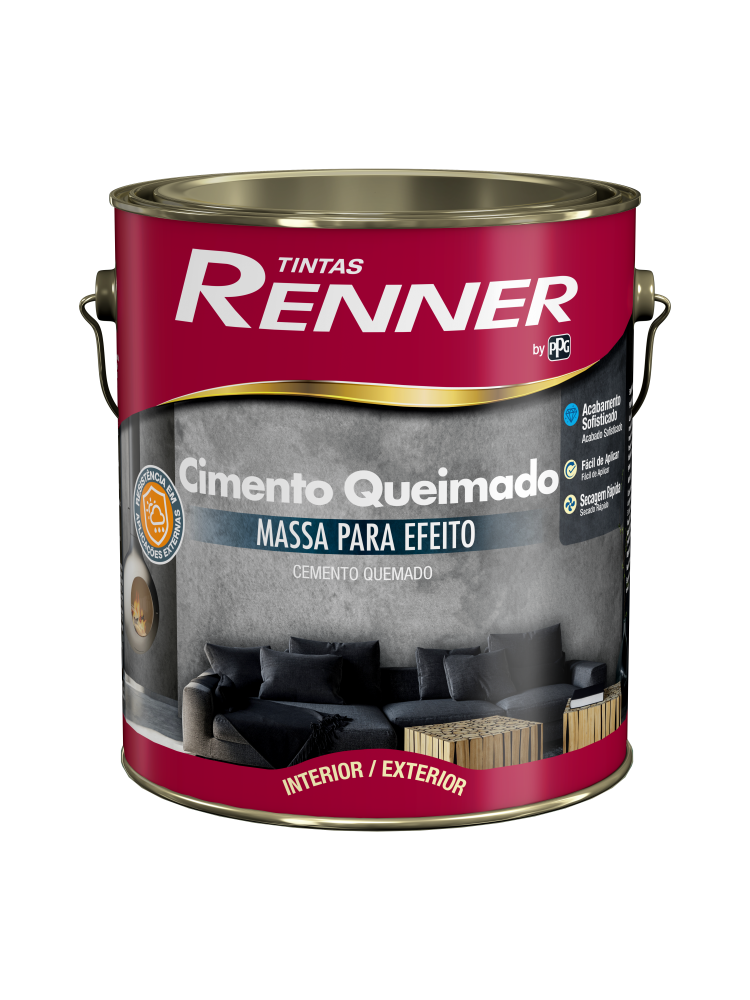 TINTAS
RENNER
by PPG
Acabamento
Sofisticado
Acabado Sofisticado
Fácil de Aplicar
Fácil de Aplicar
Secagem Rápida
Secado Rápido
RESISTÊNCIA EM
APLICAÇÕES EXTERNAS
Cimento Queimado
MASSA PARA EFEITO
CEMENTO QUEMADO
INTERIOR / EXTERIOR